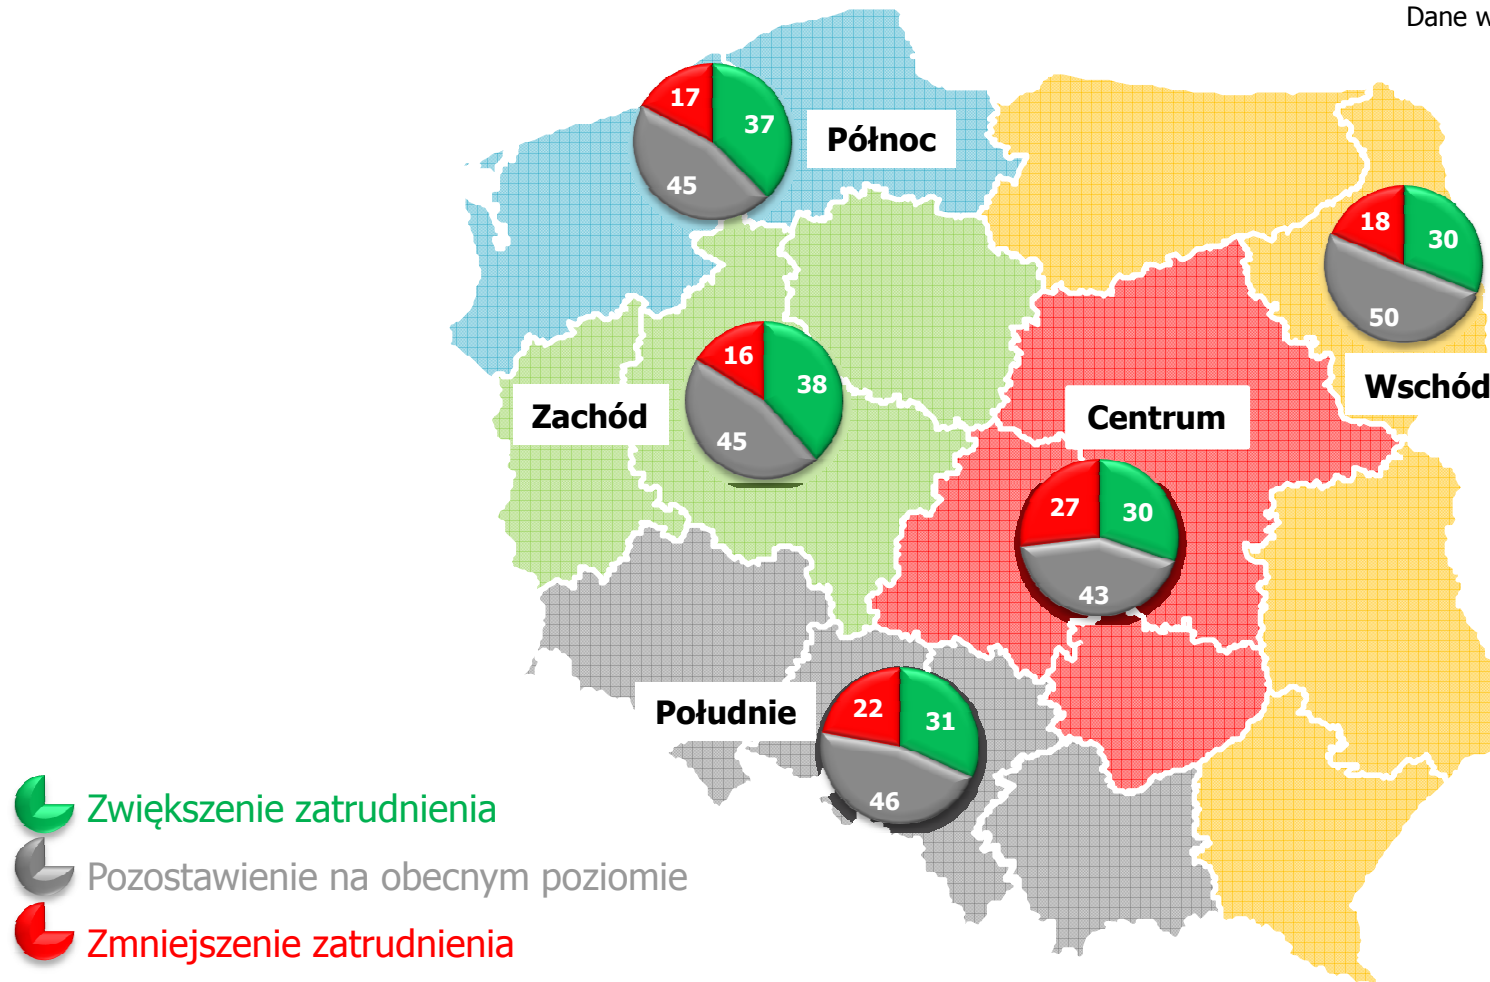 Dane w
17
37
45
Północ
18
30
50
Wschód
16
38
45
Zachód
Centrum
27
30
43
Południe
22
31
46
Zwiększenie zatrudnienia
Pozostawienie na obecnym poziomie
Zmniejszenie zatrudnienia